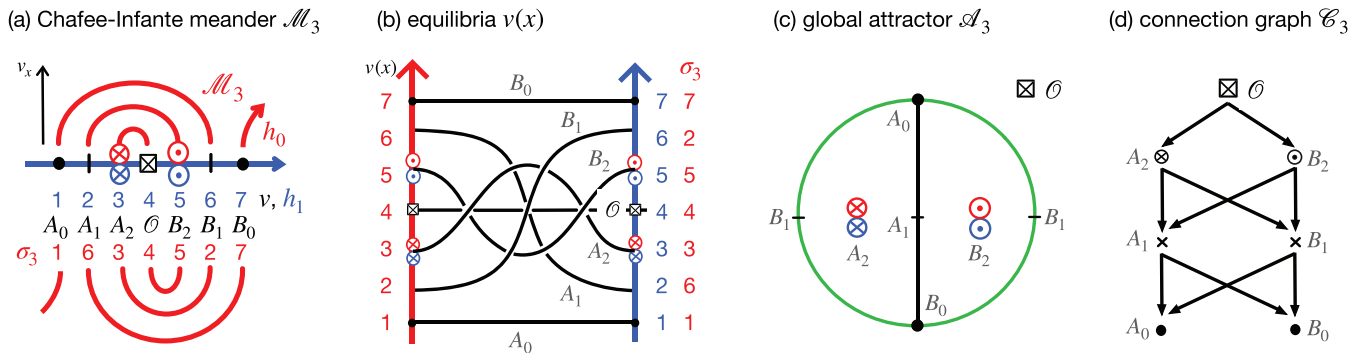 (a) Chafee-Infante meander ℳ₃
(b) equilibria v(x)
(c) global attractor 𝒜₃
(d) connection graph 𝒞₃
vₓ
ℳ₃
h₀
1 2 3 4 5 6 7 v, h₁
A₀ A₁ A₂ 𝒪 B₂ B₁ B₀
σ₃ 1 6 3 4 5 2 7
v(x) σ₃
7 B₀ 7 7
6 B₁ 6 2
5 B₂ 5 5
4 𝒪 4 4
3 A₂ 3 3
2 A₁ 2 6
1 1 1
A₀
𝒪
A₀
B₁ A₁ B₁
A₂ B₂
B₀
𝒪
A₂ B₂
A₁ B₁
A₀ B₀